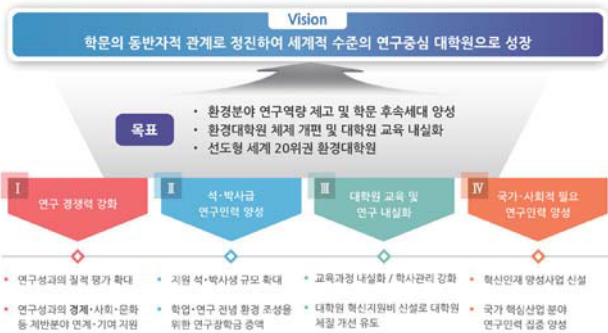 Vision
학문의 동반자적 관계로 정진하여 세계적 수준의 연구중심 대학원으로 성장
목표
• 환경분야 연구역량 제고 및 학문 후속세대 양성
• 환경대학원 체제 개편 및 대학원 교육 내실화
• 선도형 세계 20위권 환경대학원
I
연구 경쟁력 강화
II
석·박사급
연구인력 양성
III
대학원 교육 및
연구 내실화
IV
국가·사회적 필요
연구인력 양성
• 연구성과의 질적 평가 확대
• 연구성과의 경제·사회·문화
등 제반분야 연계·기여 지원
• 지원 석·박사생 규모 확대
• 학업·연구 전념 환경 조성을
위한 연구장학금 증액
• 교육과정 내실화 / 학사관리 강화
• 대학원 혁신지원비 신설로 대학원
체질 개선 유도
• 혁신인재 양성사업 신설
• 국가 핵심산업 분야
연구인력 집중 양성